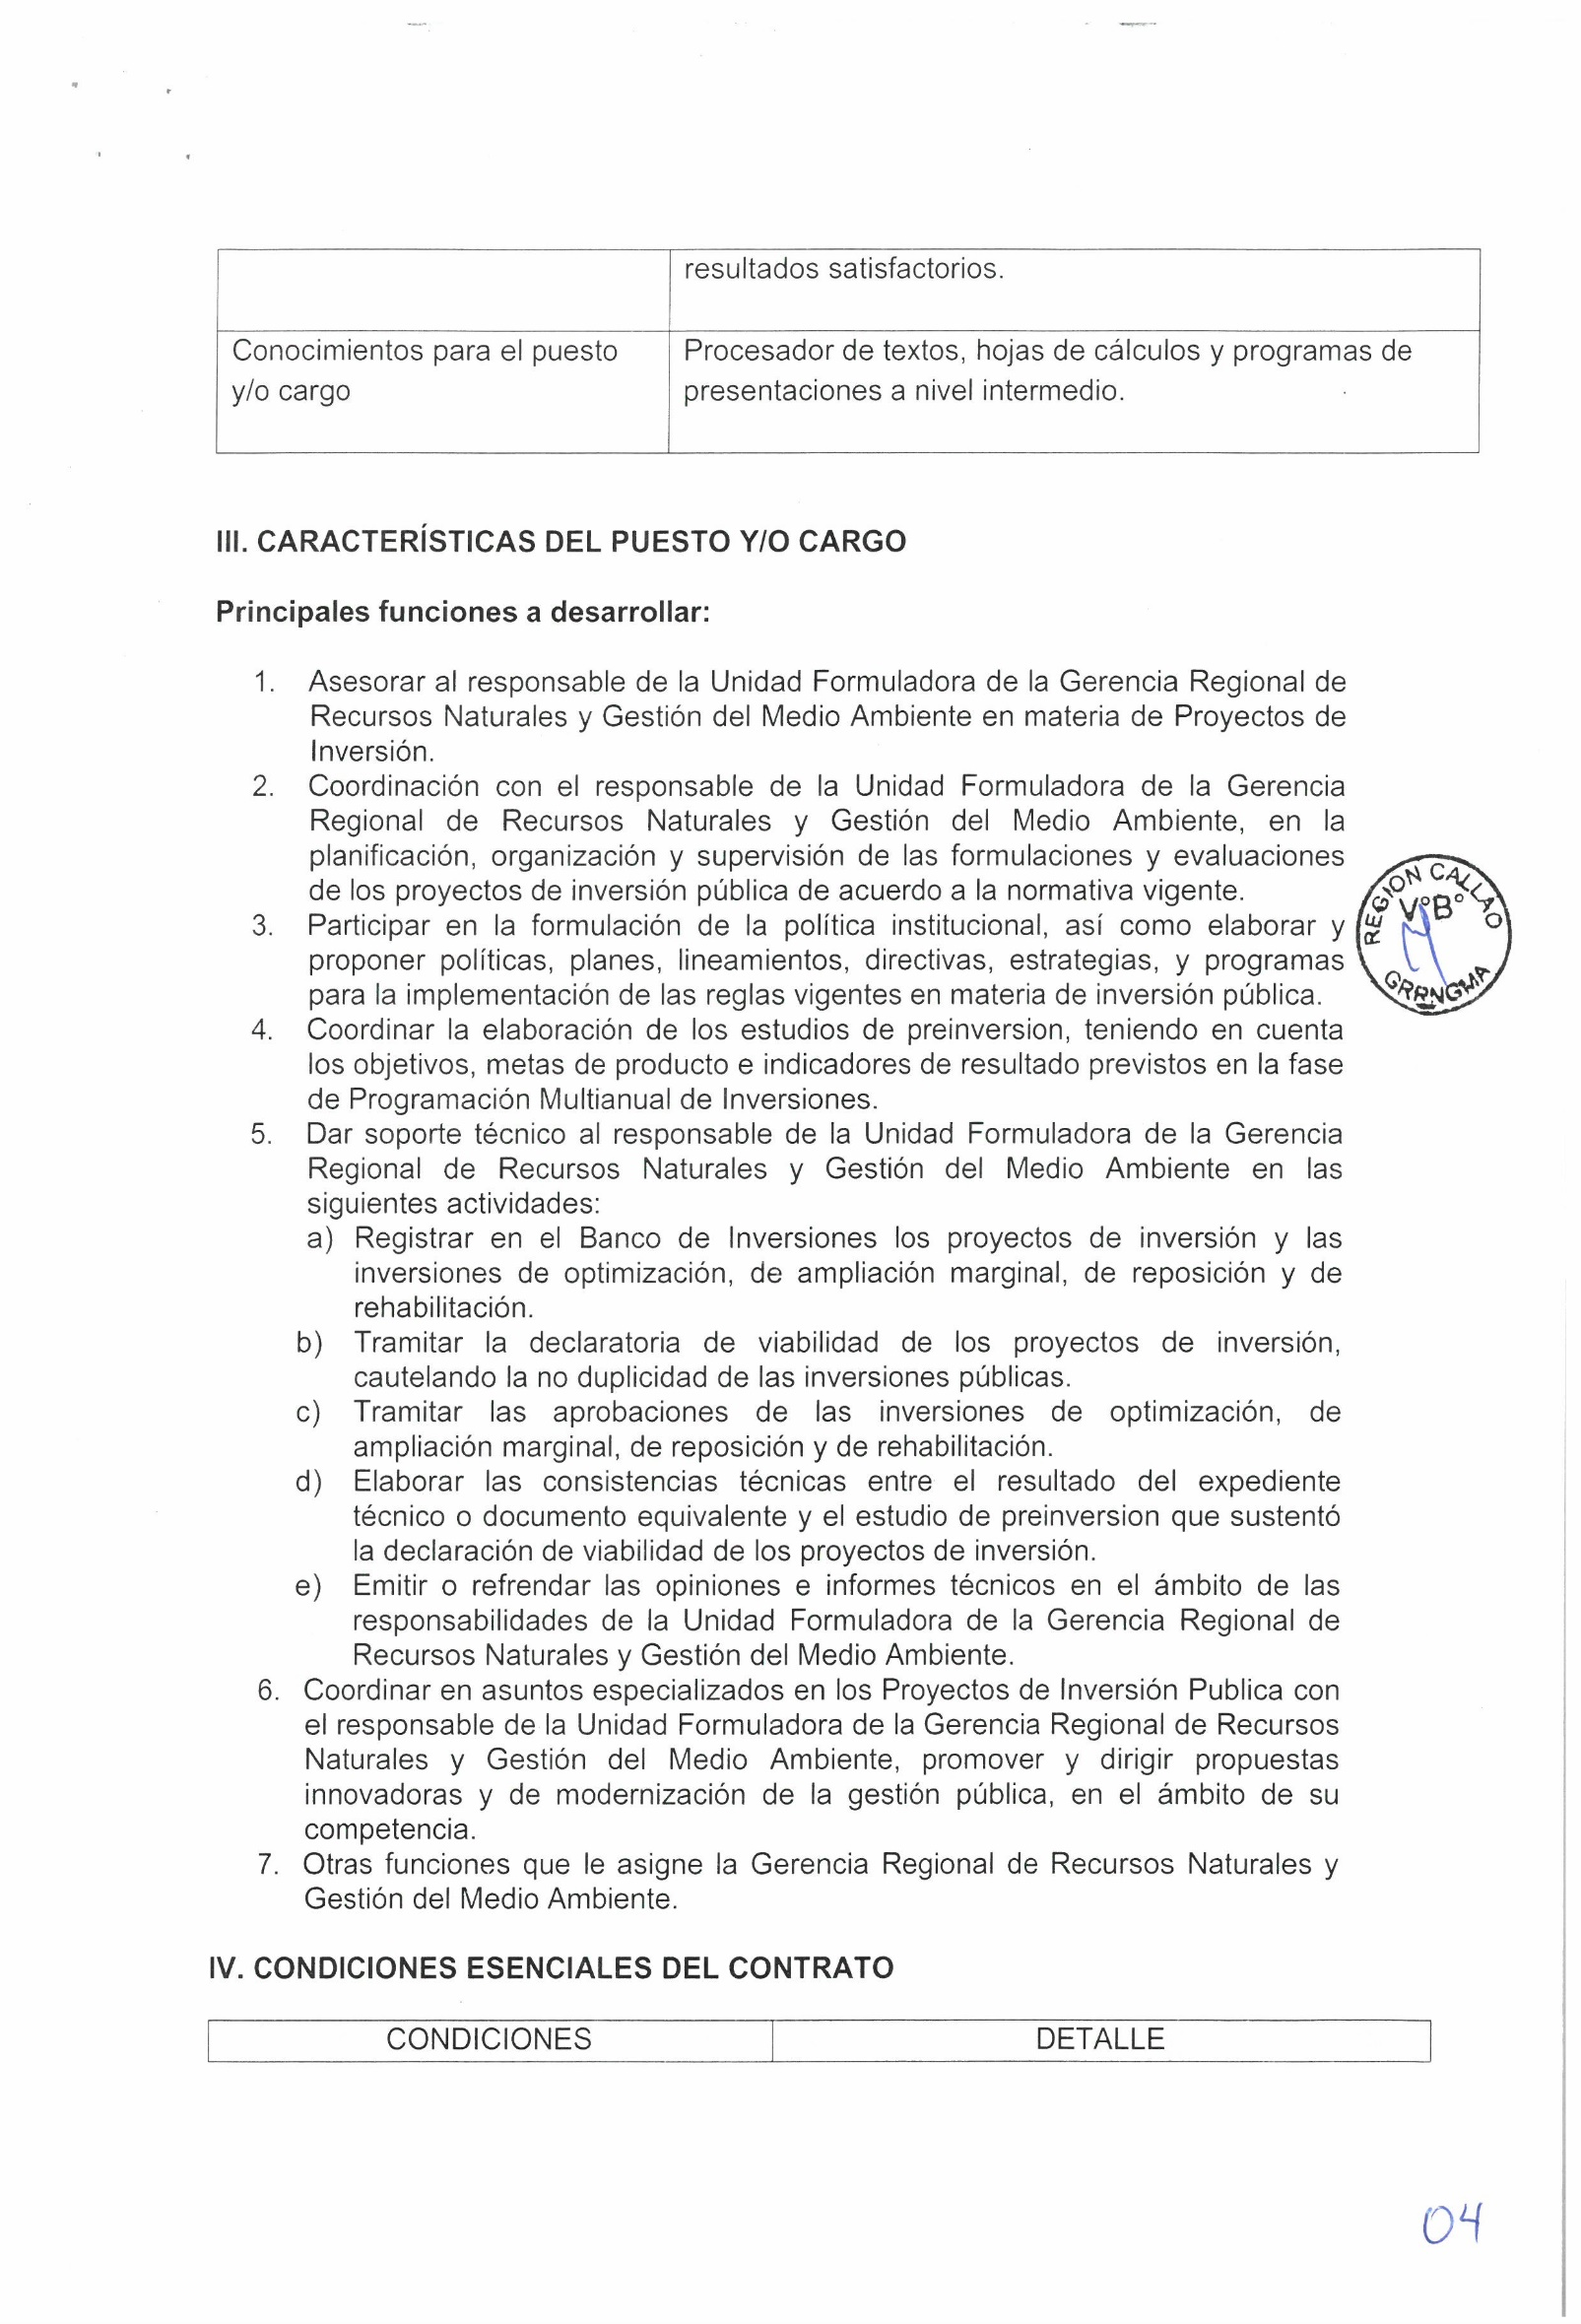 resultados satisfactorios.
Conocimientos para el puesto
y/o cargo
Procesador de textos, hojas de cálculos y programas de
presentaciones a nivel intermedio.
III. CARACTERÍSTICAS DEL PUESTO Y/O CARGO
Principales funciones a desarrollar:
1. Asesorar al responsable de la Unidad Formuladora de la Gerencia Regional de
Recursos Naturales y Gestión del Medio Ambiente en materia de Proyectos de
Inversión.
2. Coordinación con el responsable de la Unidad Formuladora de la Gerencia
Regional de Recursos Naturales y Gestión del Medio Ambiente, en la
planificación, organización y supervisión de las formulaciones y evaluaciones
de los proyectos de inversión pública de acuerdo a la normativa vigente.
3. Participar en la formulación de la política institucional, así como elaborar y
proponer políticas, planes, lineamientos, directivas, estrategias, y programas
para la implementación de las reglas vigentes en materia de inversión pública.
REGION CALLAO
V°B°
GRRNGMA
4. Coordinar la elaboración de los estudios de preinversion, teniendo en cuenta
los objetivos, metas de producto e indicadores de resultado previstos en la fase
de Programación Multianual de Inversiones.
5. Dar soporte técnico al responsable de la Unidad Formuladora de la Gerencia
Regional de Recursos Naturales y Gestión del Medio Ambiente en las
siguientes actividades:
a) Registrar en el Banco de Inversiones los proyectos de inversión y las
inversiones de optimización, de ampliación marginal, de reposición y de
rehabilitación.
b) Tramitar la declaratoria de viabilidad de los proyectos de inversión,
cautelando la no duplicidad de las inversiones públicas.
c) Tramitar las aprobaciones de las inversiones de optimización, de
ampliación marginal, de reposición y de rehabilitación.
d) Elaborar las consistencias técnicas entre el resultado del expediente
técnico o documento equivalente y el estudio de preinversion que sustentó
la declaración de viabilidad de los proyectos de inversión.
e) Emitir o refrendar las opiniones e informes técnicos en el ámbito de las
responsabilidades de la Unidad Formuladora de la Gerencia Regional de
Recursos Naturales y Gestión del Medio Ambiente.
6. Coordinar en asuntos especializados en los Proyectos de Inversión Publica con
el responsable de la Unidad Formuladora de la Gerencia Regional de Recursos
Naturales y Gestión del Medio Ambiente, promover y dirigir propuestas
innovadoras y de modernización de la gestión pública, en el ámbito de su
competencia.
7. Otras funciones que le asigne la Gerencia Regional de Recursos Naturales y
Gestión del Medio Ambiente.
IV. CONDICIONES ESENCIALES DEL CONTRATO
CONDICIONES
DETALLE
04